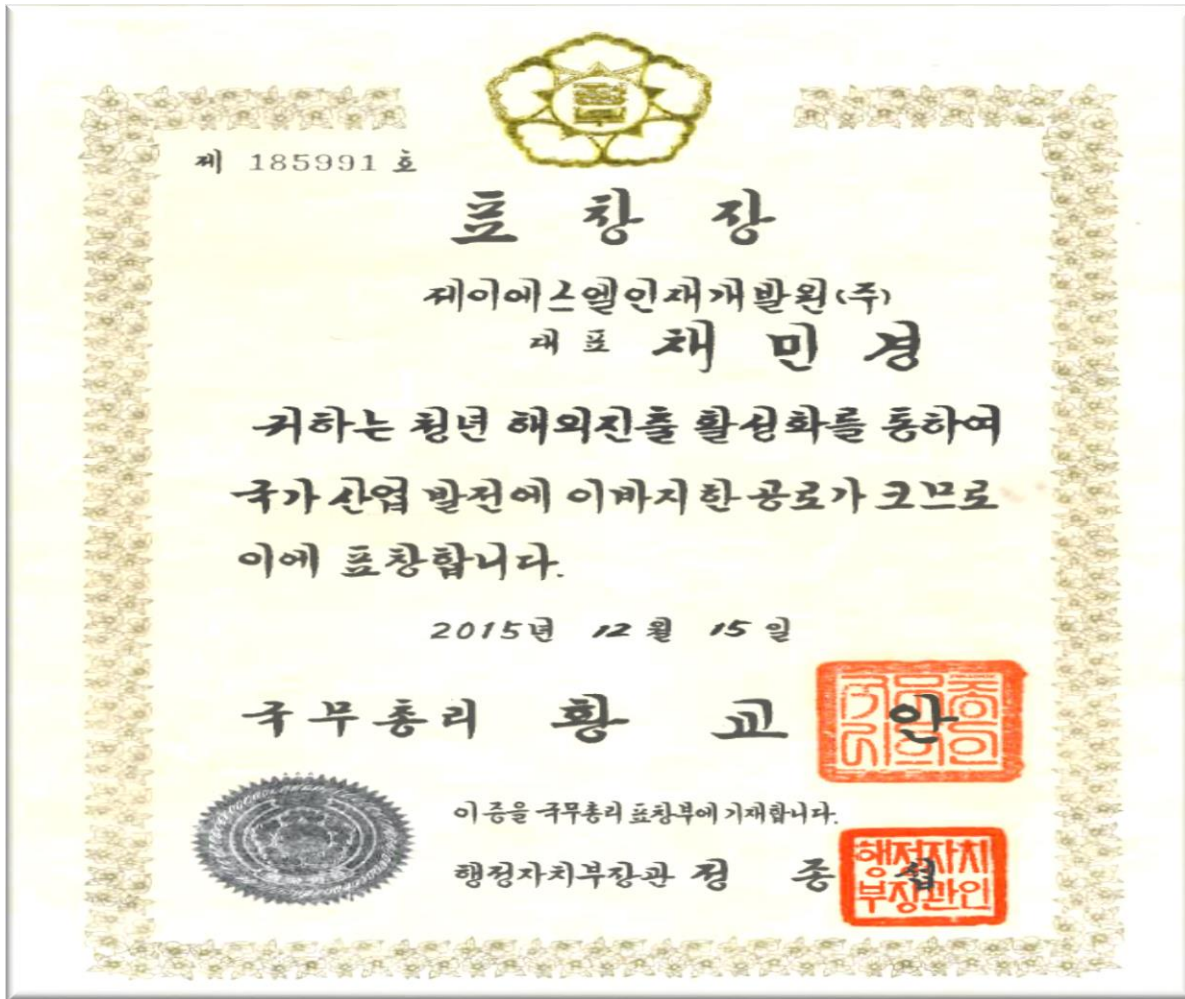 정부
제 185991 호
표 창 장
제이에스엘인재개발원(주)
대표 채 민 경
귀하는 청년 해외진출 활성화를 통하여
국가 산업 발전에 이바지한 공로가 크므로
이에 표창합니다.
2015년 12월 15일
국무총리 황 교 안
이 증을 국무총리 표창부에 기재합니다.
행정자치부장관 정 종 섭
행정자치
부장관인